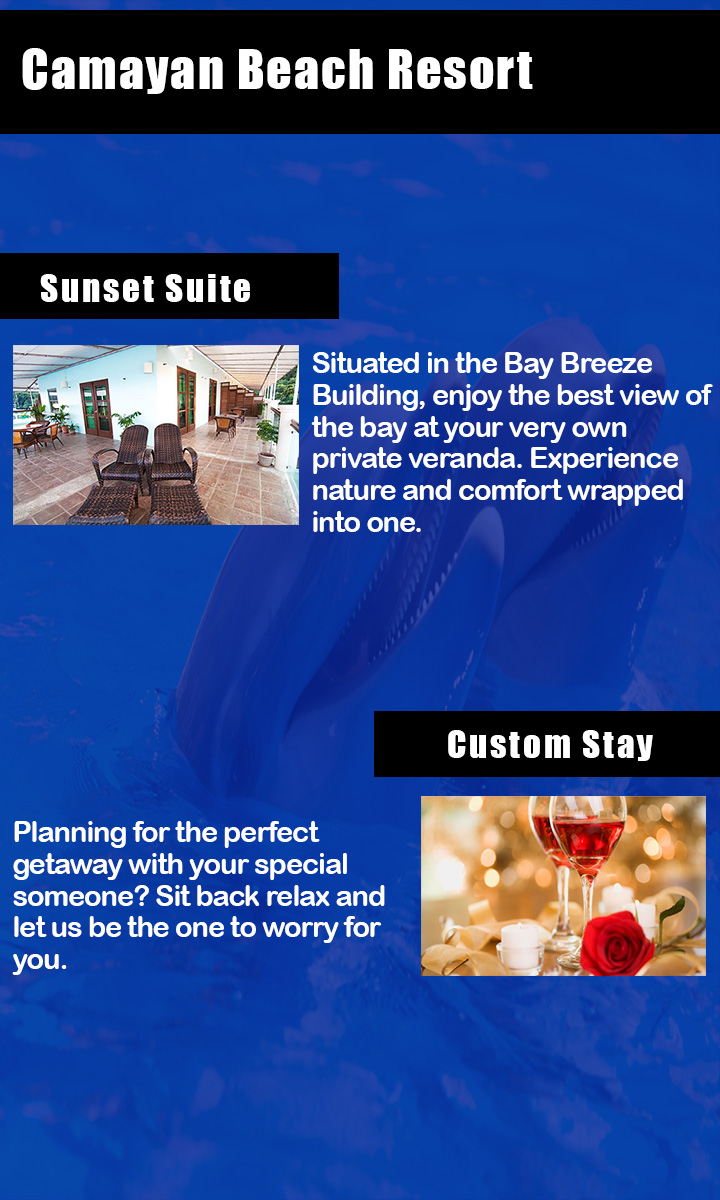 Camayan Beach Resort
Sunset Suite
Situated in the Bay Breeze
Building, enjoy the best view of
the bay at your very own
private veranda. Experience
nature and comfort wrapped
into one.
Custom Stay
Planning for the perfect
getaway with your special
someone? Sit back relax and
let us be the one to worry for
you.